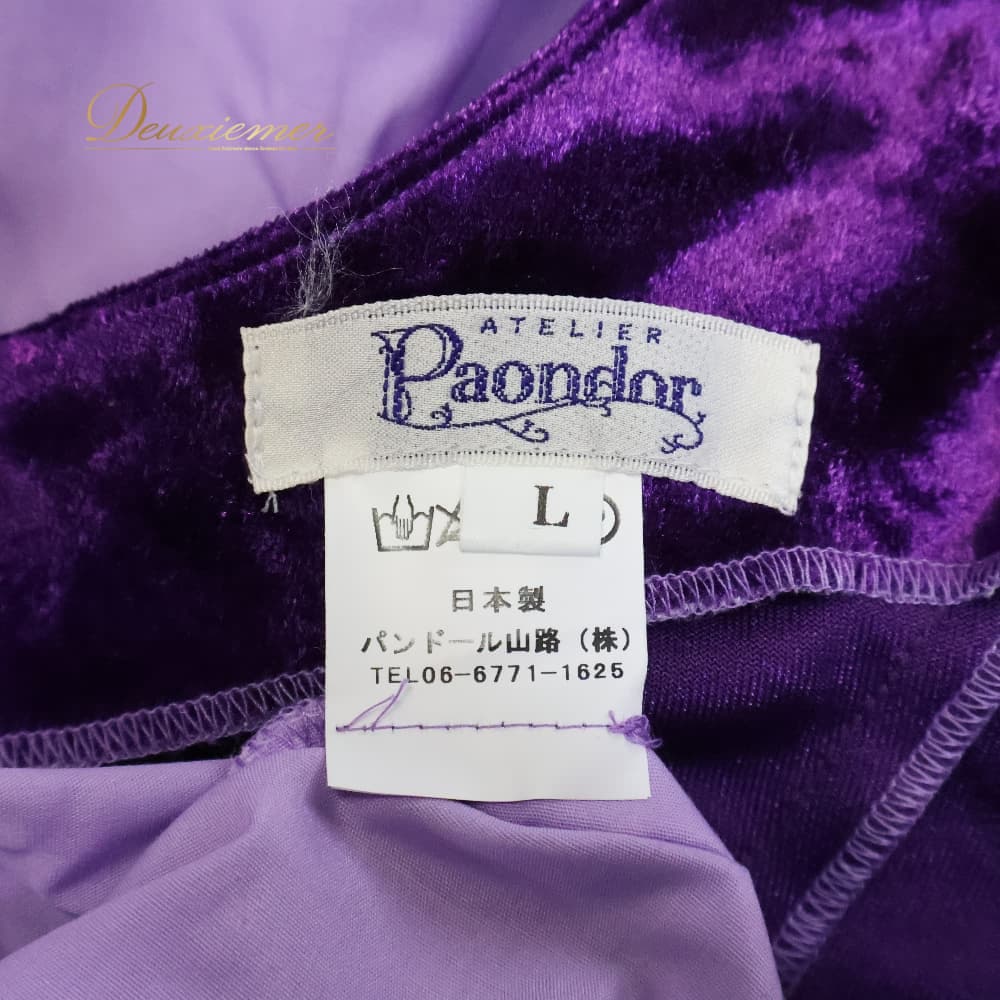 Deuxiemer
ATELIER
Paondor
L
日本製
パンドール山路（株）
TEL06-6771-1625